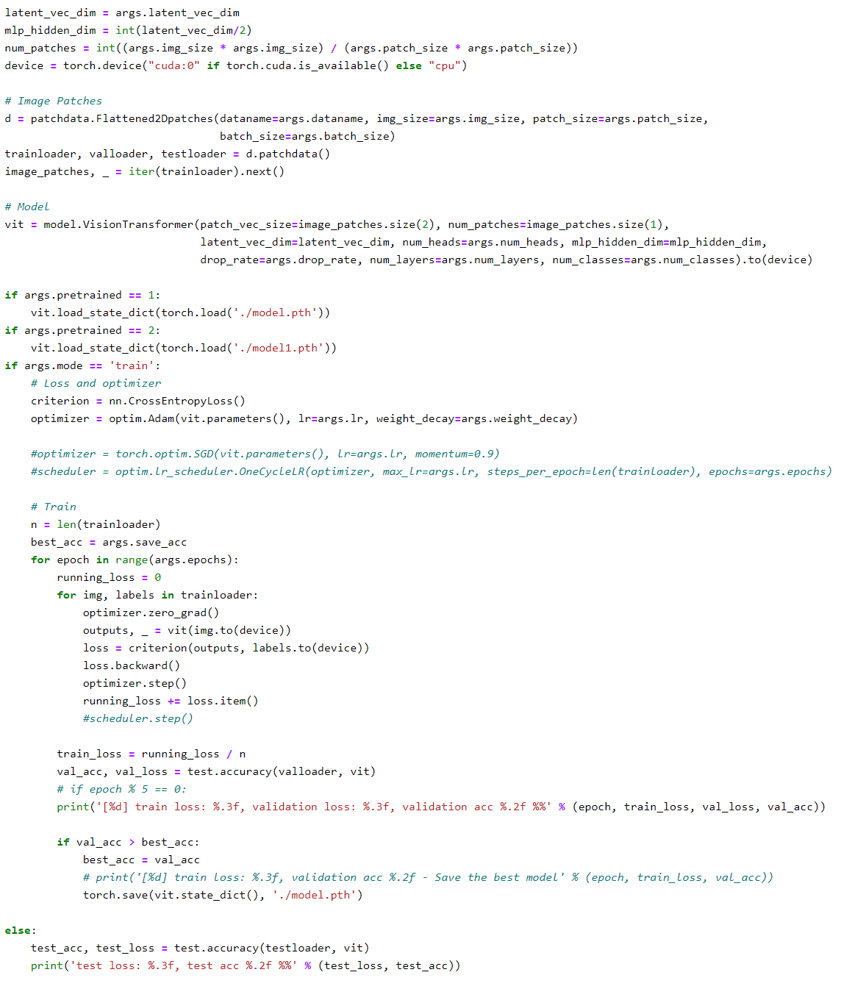 latent_vec_dim = args.latent_vec_dim
mlp_hidden_dim = int(latent_vec_dim/2)
num_patches = int((args.img_size * args.img_size) / (args.patch_size * args.patch_size))
device = torch.device("cuda:0" if torch.cuda.is_available() else "cpu")

# Image Patches
d = patchdata.Flattened2Dpatches(dataname=args.dataname, img_size=args.img_size, patch_size=args.patch_size,
                                 batch_size=args.batch_size)
trainloader, valloader, testloader = d.patchdata()
image_patches, _ = iter(trainloader).next()

# Model
vit = model.VisionTransformer(patch_vec_size=image_patches.size(2), num_patches=image_patches.size(1),
                              latent_vec_dim=latent_vec_dim, num_heads=args.num_heads, mlp_hidden_dim=mlp_hidden_dim,
                              drop_rate=args.drop_rate, num_layers=args.num_layers, num_classes=args.num_classes).to(device)

if args.pretrained == 1:
    vit.load_state_dict(torch.load('./model.pth'))
if args.pretrained == 2:
    vit.load_state_dict(torch.load('./model1.pth'))
if args.mode == 'train':
    # Loss and optimizer
    criterion = nn.CrossEntropyLoss()
    optimizer = optim.Adam(vit.parameters(), lr=args.lr, weight_decay=args.weight_decay)

    #optimizer = torch.optim.SGD(vit.parameters(), lr=args.lr, momentum=0.9)
    #scheduler = optim.lr_scheduler.OneCycleLR(optimizer, max_lr=args.lr, steps_per_epoch=len(trainloader), epochs=args.epochs)

    # Train
    n = len(trainloader)
    best_acc = args.save_acc
    for epoch in range(args.epochs):
        running_loss = 0
        for img, labels in trainloader:
            optimizer.zero_grad()
            outputs, _ = vit(img.to(device))
            loss = criterion(outputs, labels.to(device))
            loss.backward()
            optimizer.step()
            running_loss += loss.item()
            #scheduler.step()

        train_loss = running_loss / n
        val_acc, val_loss = test.accuracy(valloader, vit)
        # if epoch % 5 == 0:
        print('[%d] train loss: %.3f, validation loss: %.3f, validation acc %.2f %%' % (epoch, train_loss, val_loss, val_acc))

        if val_acc > best_acc:
            best_acc = val_acc
            # print('[%d] train loss: %.3f, validation acc %.2f - Save the best model' % (epoch, train_loss, val_acc))
            torch.save(vit.state_dict(), './model.pth')

else:
    test_acc, test_loss = test.accuracy(testloader, vit)
    print('test loss: %.3f, test acc %.2f %%' % (test_loss, test_acc))